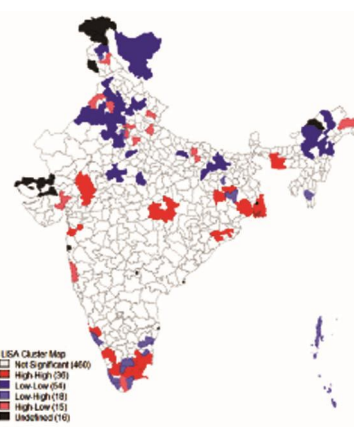 LISA Cluster Map
Not Significant (460)
High-High (36)
Low-Low (54)
Low-High (18)
High-Low (15)
Undefined (16)